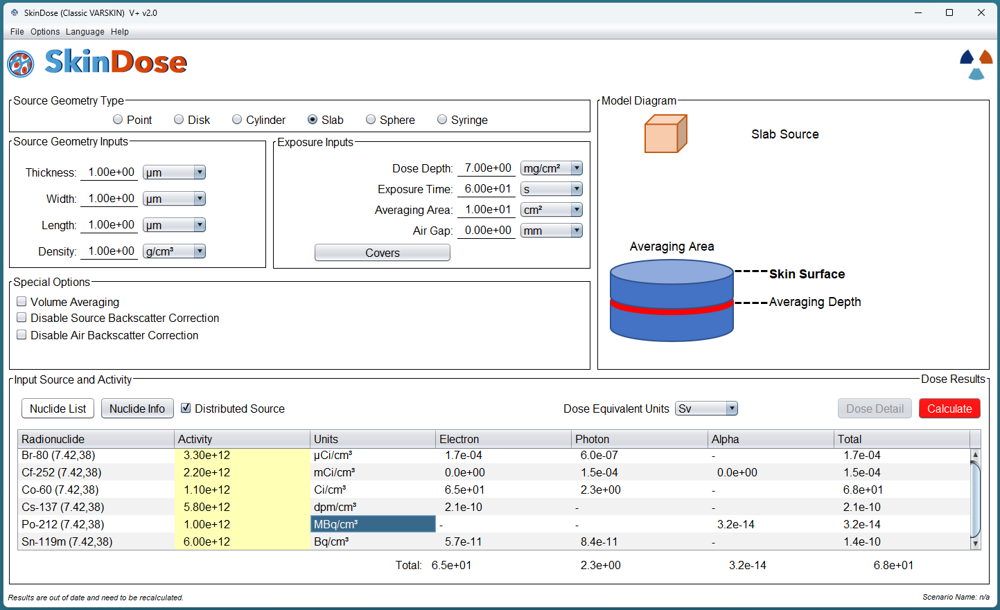 SkinDose (Classic VARSKIN) V+ v2.0
File Options Language Help
SkinDose
Source Geometry Type
Point Disk Cylinder Slab Sphere Syringe
Source Geometry Inputs
Thickness: 1.00e+00 µm
Width: 1.00e+00 µm
Length: 1.00e+00 µm
Density: 1.00e+00 g/cm³
Exposure Inputs
Dose Depth: 7.00e+00 mg/cm²
Exposure Time: 6.00e+01 s
Averaging Area: 1.00e+01 cm²
Air Gap: 0.00e+00 mm
Covers
Special Options
Volume Averaging
Disable Source Backscatter Correction
Disable Air Backscatter Correction
Model Diagram
Slab Source
Averaging Area
Skin Surface
Averaging Depth
Input Source and Activity Dose Results
Nuclide List Nuclide Info Distributed Source Dose Equivalent Units Sv Dose Detail Calculate
Radionuclide Activity Units Electron Photon Alpha Total
Br-80 (7.42,38) 3.30e+12 µCi/cm³ 1.7e-04 6.0e-07 - 1.7e-04
Cf-252 (7.42,38) 2.20e+12 mCi/cm³ 0.0e+00 1.5e-04 0.0e+00 1.5e-04
Co-60 (7.42,38) 1.10e+12 Ci/cm³ 6.5e+01 2.3e+00 - 6.8e+01
Cs-137 (7.42,38) 5.80e+12 dpm/cm³ 2.1e-10 - - 2.1e-10
Po-212 (7.42,38) 1.00e+12 MBq/cm³ - - 3.2e-14 3.2e-14
Sn-119m (7.42,38) 6.00e+12 Bq/cm³ 5.7e-11 8.4e-11 - 1.4e-10
Total: 6.5e+01 2.3e+00 3.2e-14 6.8e+01
Results are out of date and need to be recalculated. Scenario Name: n/a